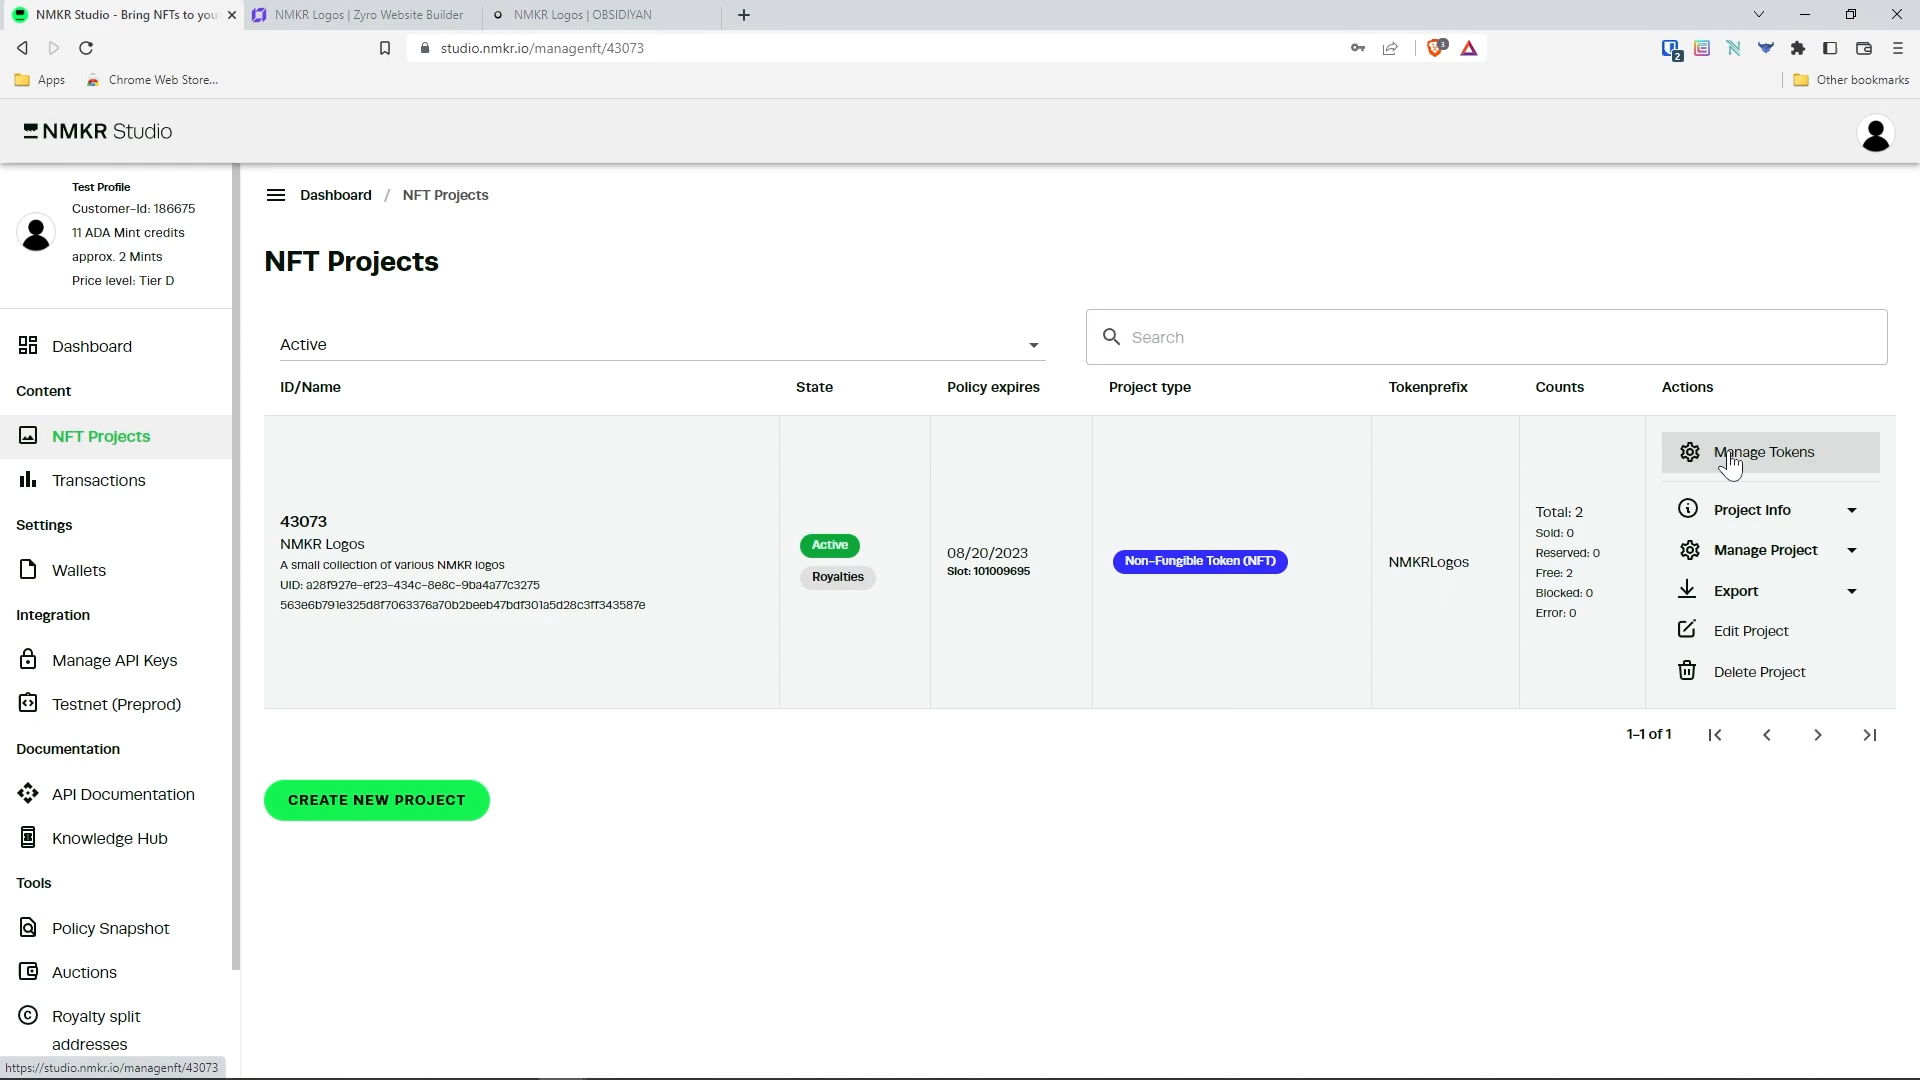 NMKR Studio - Bring NFTs to you
NMKR Logos | Zyro Website Builder
NMKR Logos | OBSIDIYAN
studio.nmkr.io/managenft/43073
3
2
Apps
Chrome Web Store...
Other bookmarks
NMKR Studio
Test Profile
Customer-Id: 186675
11 ADA Mint credits
approx. 2 Mints
Price level: Tier D
Dashboard
Content
NFT Projects
Transactions
Settings
Wallets
Integration
Manage API Keys
Testnet (Preprod)
Documentation
API Documentation
Knowledge Hub
Tools
Policy Snapshot
Auctions
Royalty split
addresses
https://studio.nmkr.io/managenft/43073
Dashboard / NFT Projects
NFT Projects
Active
Search
ID/Name State Policy expires Project type Tokenprefix Counts Actions
43073
NMKR Logos
A small collection of various NMKR logos
UID: a28f927e-ef23-434c-8e8c-9ba4a77c3275
563e6b791e325d8f7063376a70b2beeb47bdf301a5d28c3ff343587e
Active
Royalties
08/20/2023
Slot: 101009695
Non-Fungible Token (NFT)
NMKRLogos
Total: 2
Sold: 0
Reserved: 0
Free: 2
Blocked: 0
Error: 0
Manage Tokens
Project Info
Manage Project
Export
Edit Project
Delete Project
1-1 of 1
CREATE NEW PROJECT